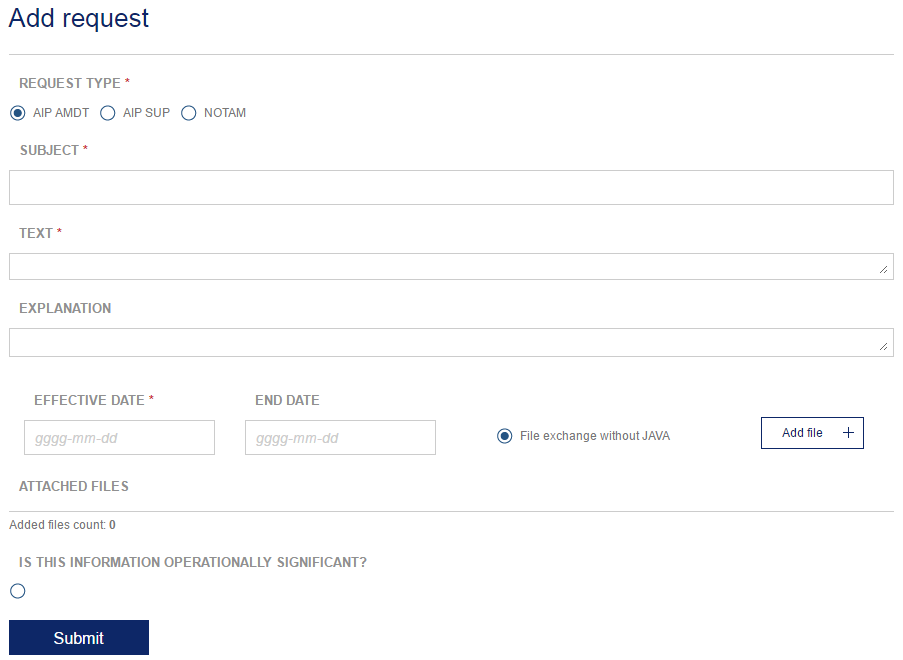 Add request
REQUEST TYPE *
AIP AMDT AIP SUP NOTAM
SUBJECT *
TEXT *
EXPLANATION
EFFECTIVE DATE * END DATE
gggg-mm-dd gggg-mm-dd File exchange without JAVA Add file +
ATTACHED FILES
Added files count: 0
IS THIS INFORMATION OPERATIONALLY SIGNIFICANT?
Submit